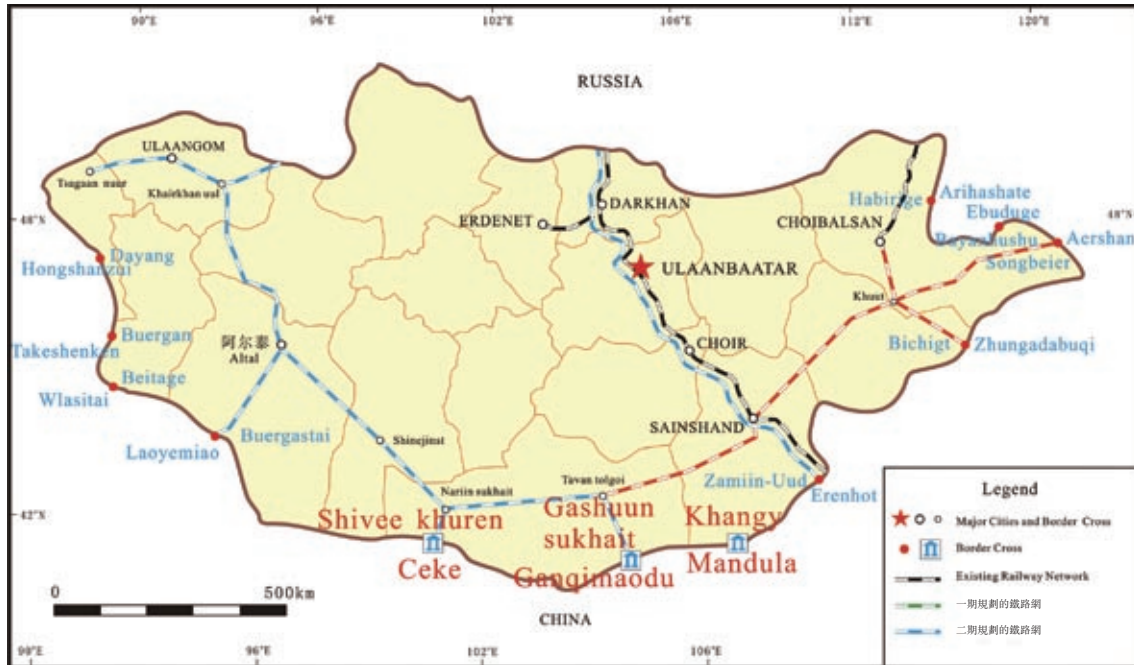 90°E 96°E 102°E 106°E 112°E 120°E
RUSSIA
ULAANGOM
Tsagaan nuur
Khairkhan uul
48°N
DARKHAN
ERDENET
Habirige
Arihashate
48°N
Ebuduge
CHOIBALSAN
Bayanhushu
Aershan
Songbeier
Dayang
Hongshanzui
ULAANBAATAR
Khuut
Buergan
Takeshenken
阿尔泰
Altai
CHOIR
Bichigt
Zhungadabuqi
Beitage
Wlasitai
SAINSHAND
Buergastai
Laoyemiao
Shinejinst
Zamiin-Uud
Erenhot
Nariin sukhait
Tavan tolgoi
42°N
Shivee khuren
Gashuun
sukhait
Khangy
Ceke
Ganqimaodu
Mandula
0 500km
CHINA
Legend
Major Cities and Border Cross
Border Cross
Existing Railway Network
一期規劃的鐵路網
二期規劃的鐵路網
90°E 96°E 102°E 106°E